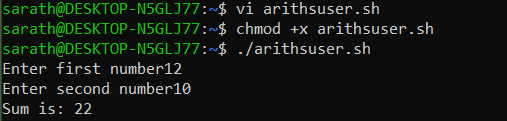 sarath@DESKTOP-N5GLJ77:~$ vi arithsuser.sh
sarath@DESKTOP-N5GLJ77:~$ chmod +x arithsuser.sh
sarath@DESKTOP-N5GLJ77:~$ ./arithsuser.sh
Enter first number12
Enter second number10
Sum is: 22